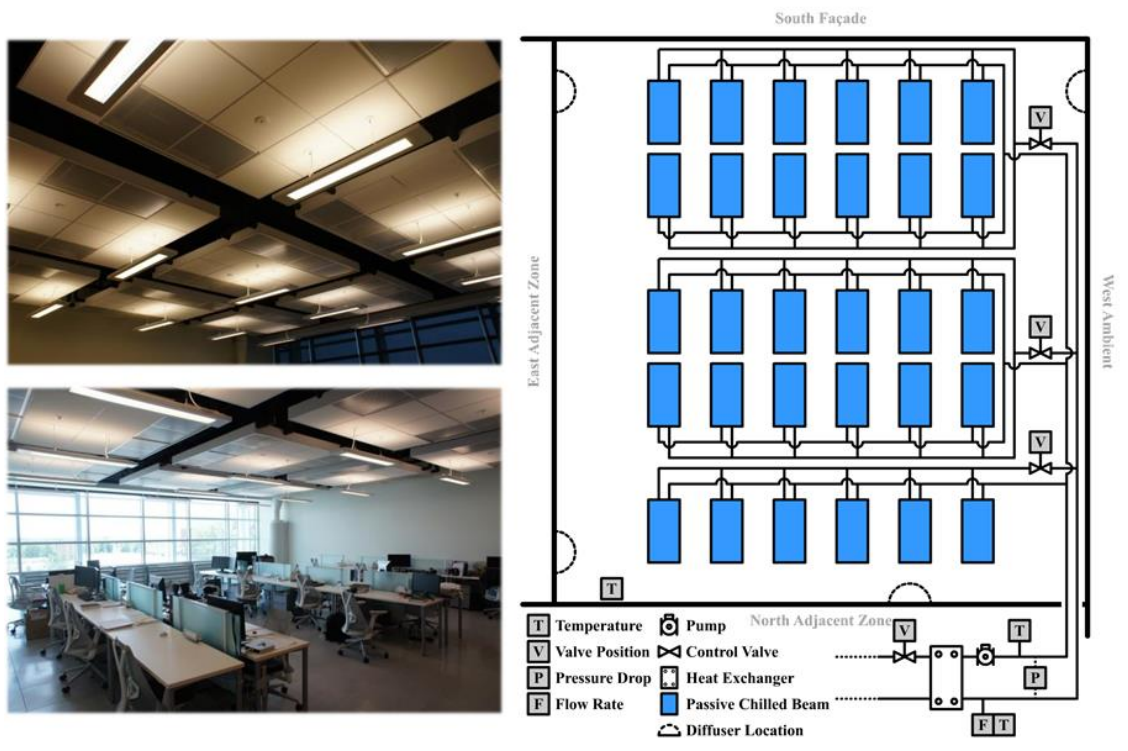 South Façade
V
East Adjacent Zone
V
West Ambient
V
T
North Adjacent Zone
T Temperature
Pump
V
T
V Valve Position
Control Valve
P Pressure Drop
Heat Exchanger
P
F Flow Rate
Passive Chilled Beam
F T
Diffuser Location